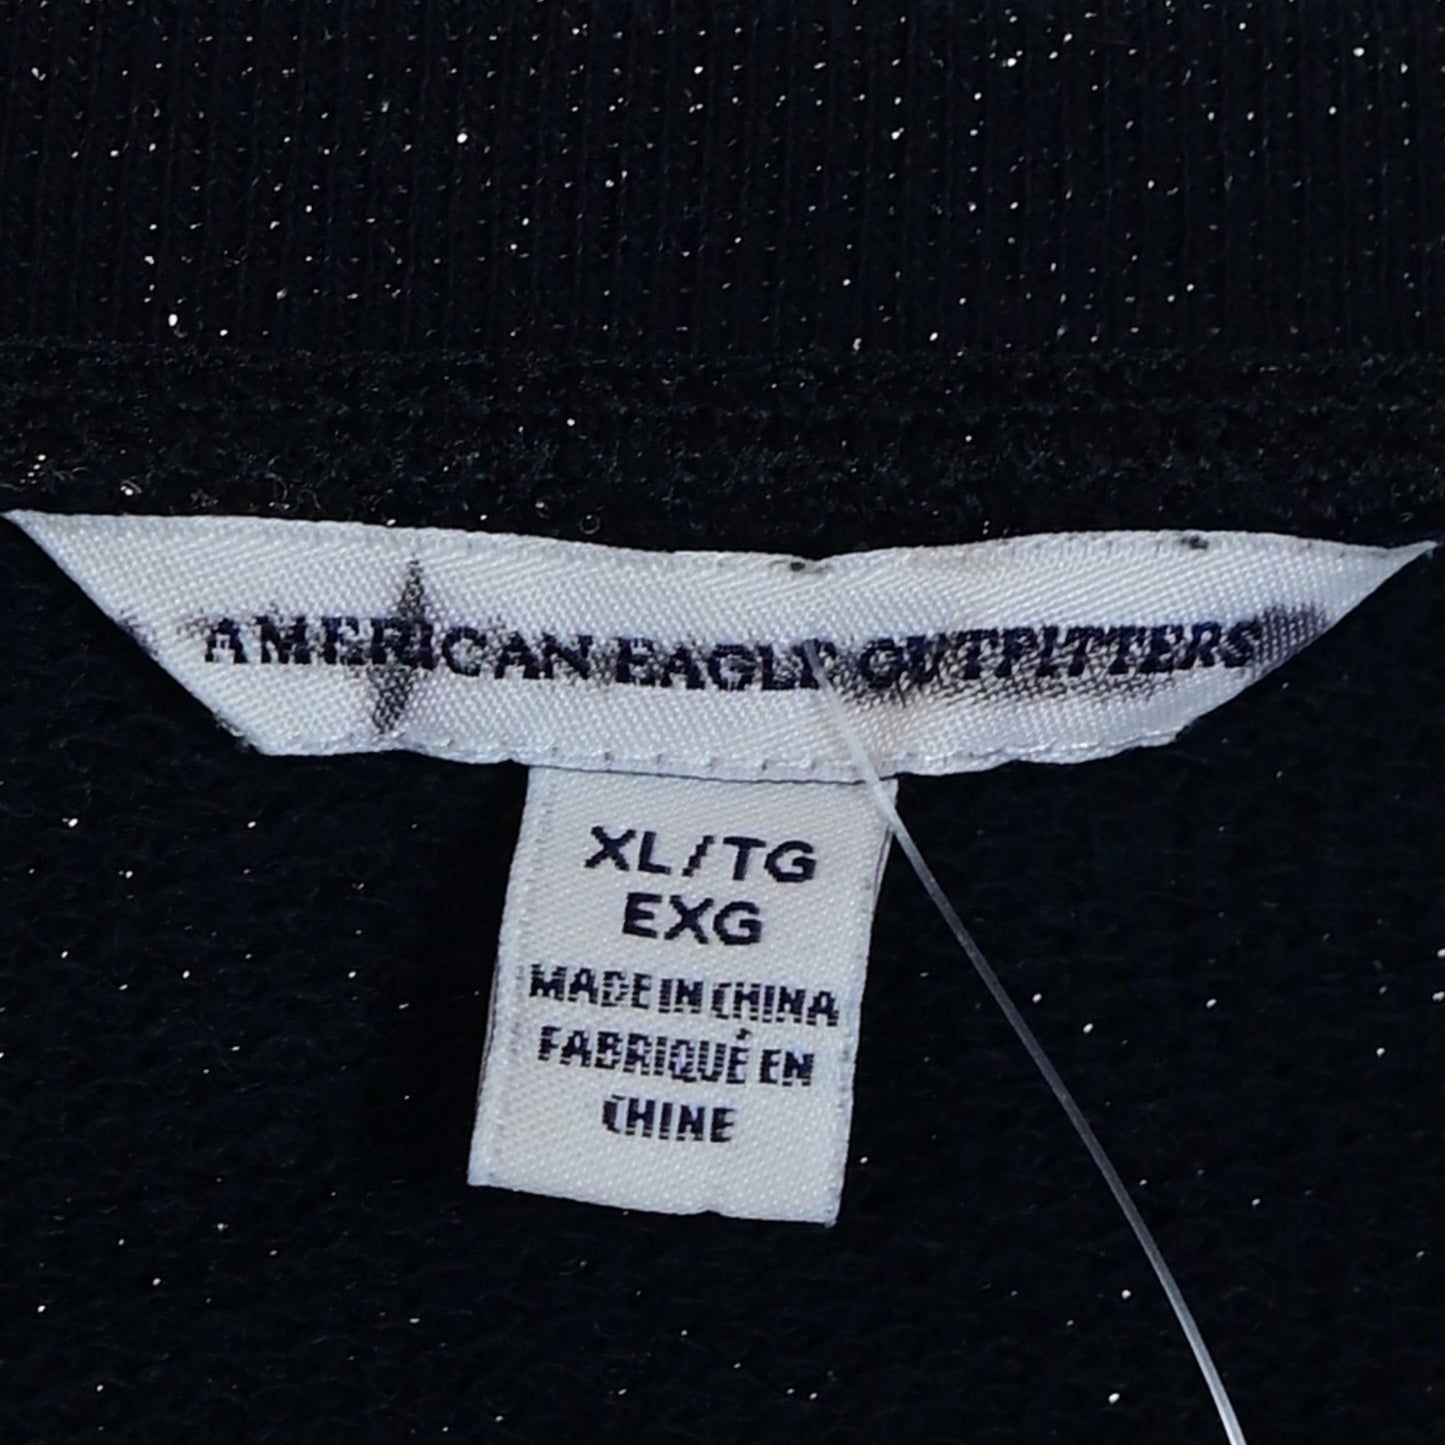 AMERICAN EAGLE OUTFITTERS
XL/TG
EXG
MADE IN CHINA
FABRIQUÉ EN
CHINE